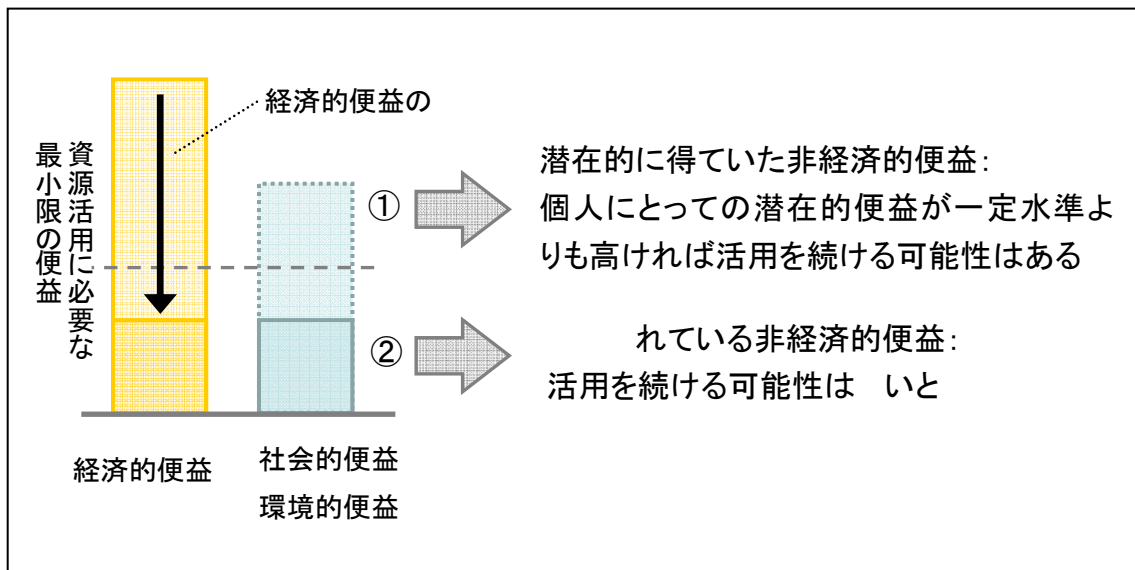 経済的便益の
資源活用に必要な
最小限の便益
①
潜在的に得ていた非経済的便益：
個人にとっての潜在的便益が一定水準よ
りも高ければ活用を続ける可能性はある
②
れている非経済的便益：
活用を続ける可能性は　いと
経済的便益
社会的便益
環境的便益